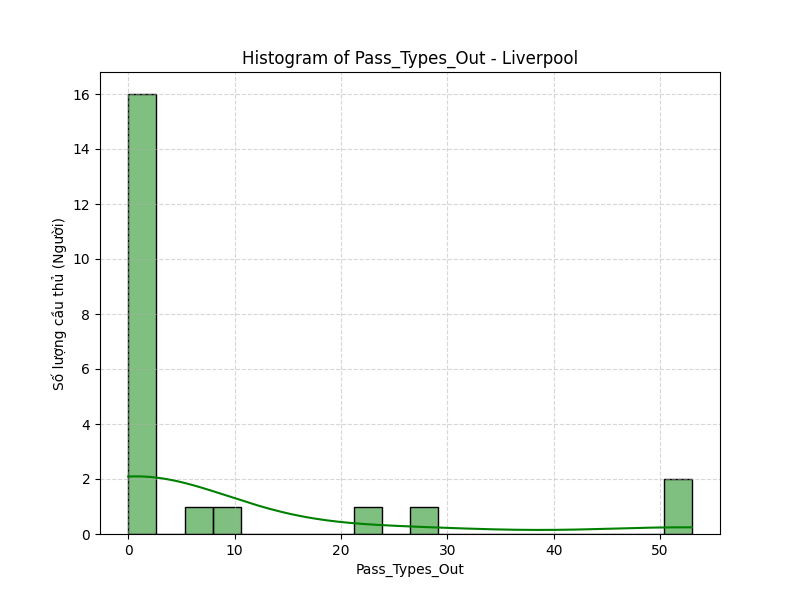 Histogram of Pass_Types_Out - Liverpool
Số lượng cầu thủ (Người)
16
14
12
10
8
6
4
2
0
0 10 20 30 40 50
Pass_Types_Out